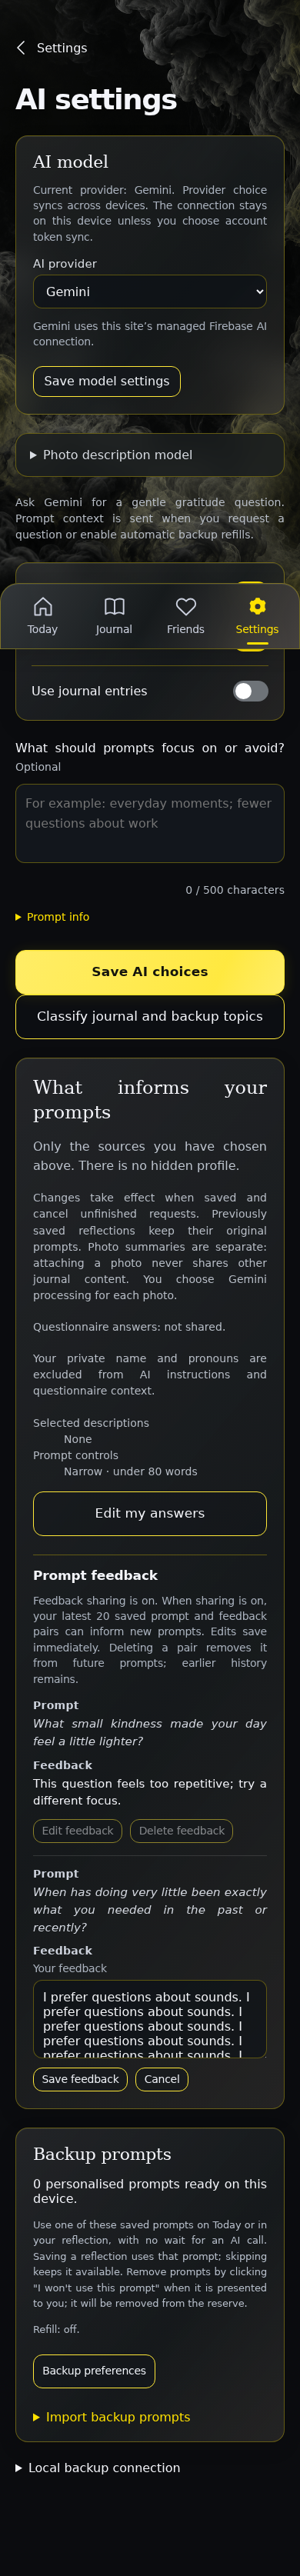 Settings
AI settings
AI model
Current provider: Gemini. Provider choice
syncs across devices. The connection stays
on this device unless you choose account
token sync.
AI provider
Gemini
Gemini uses this site’s managed Firebase AI
connection.
Save model settings
Photo description model
Ask Gemini for a gentle gratitude question.
Prompt context is sent when you request a
question or enable automatic backup refills.
Today
Journal
Friends
Settings
Use journal entries
What should prompts focus on or avoid?
Optional
For example: everyday moments; fewer
questions about work
0 / 500 characters
Prompt info
Save AI choices
Classify journal and backup topics
What informs your
prompts
Only the sources you have chosen
above. There is no hidden profile.
Changes take effect when saved and
cancel unfinished requests. Previously
saved reflections keep their original
prompts. Photo summaries are separate:
attaching a photo never shares other
journal content. You choose Gemini
processing for each photo.
Questionnaire answers: not shared.
Your private name and pronouns are
excluded from AI instructions and
questionnaire context.
Selected descriptions
None
Prompt controls
Narrow · under 80 words
Edit my answers
Prompt feedback
Feedback sharing is on. When sharing is on,
your latest 20 saved prompt and feedback
pairs can inform new prompts. Edits save
immediately. Deleting a pair removes it
from future prompts; earlier history
remains.
Prompt
What small kindness made your day
feel a little lighter?
Feedback
This question feels too repetitive; try a
different focus.
Edit feedback
Delete feedback
Prompt
When has doing very little been exactly
what you needed in the past or
recently?
Feedback
Your feedback
I prefer questions about sounds. I
prefer questions about sounds. I
prefer questions about sounds. I
prefer questions about sounds. I
prefer questions about sounds. I
Save feedback
Cancel
Backup prompts
0 personalised prompts ready on this
device.
Use one of these saved prompts on Today or in
your reflection, with no wait for an AI call.
Saving a reflection uses that prompt; skipping
keeps it available. Remove prompts by clicking
"I won't use this prompt" when it is presented
to you; it will be removed from the reserve.
Refill: off.
Backup preferences
Import backup prompts
Local backup connection